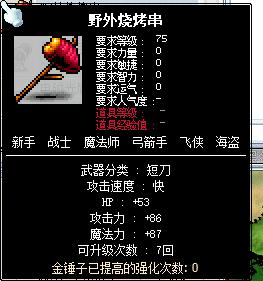 野外烧烤串
要求等级： 75
要求力量： 0
要求敏捷： 0
要求智力： 0
要求运气： 0
要求人气度： -
道具等级： -
道具经验值： -
新手 战士 魔法师 弓箭手 飞侠 海盗
武器分类 : 短刀
攻击速度 : 快
HP : +53
攻击力 : +86
魔法力 : +87
可升级次数 : 7回
金锤子已提高的强化次数: 0